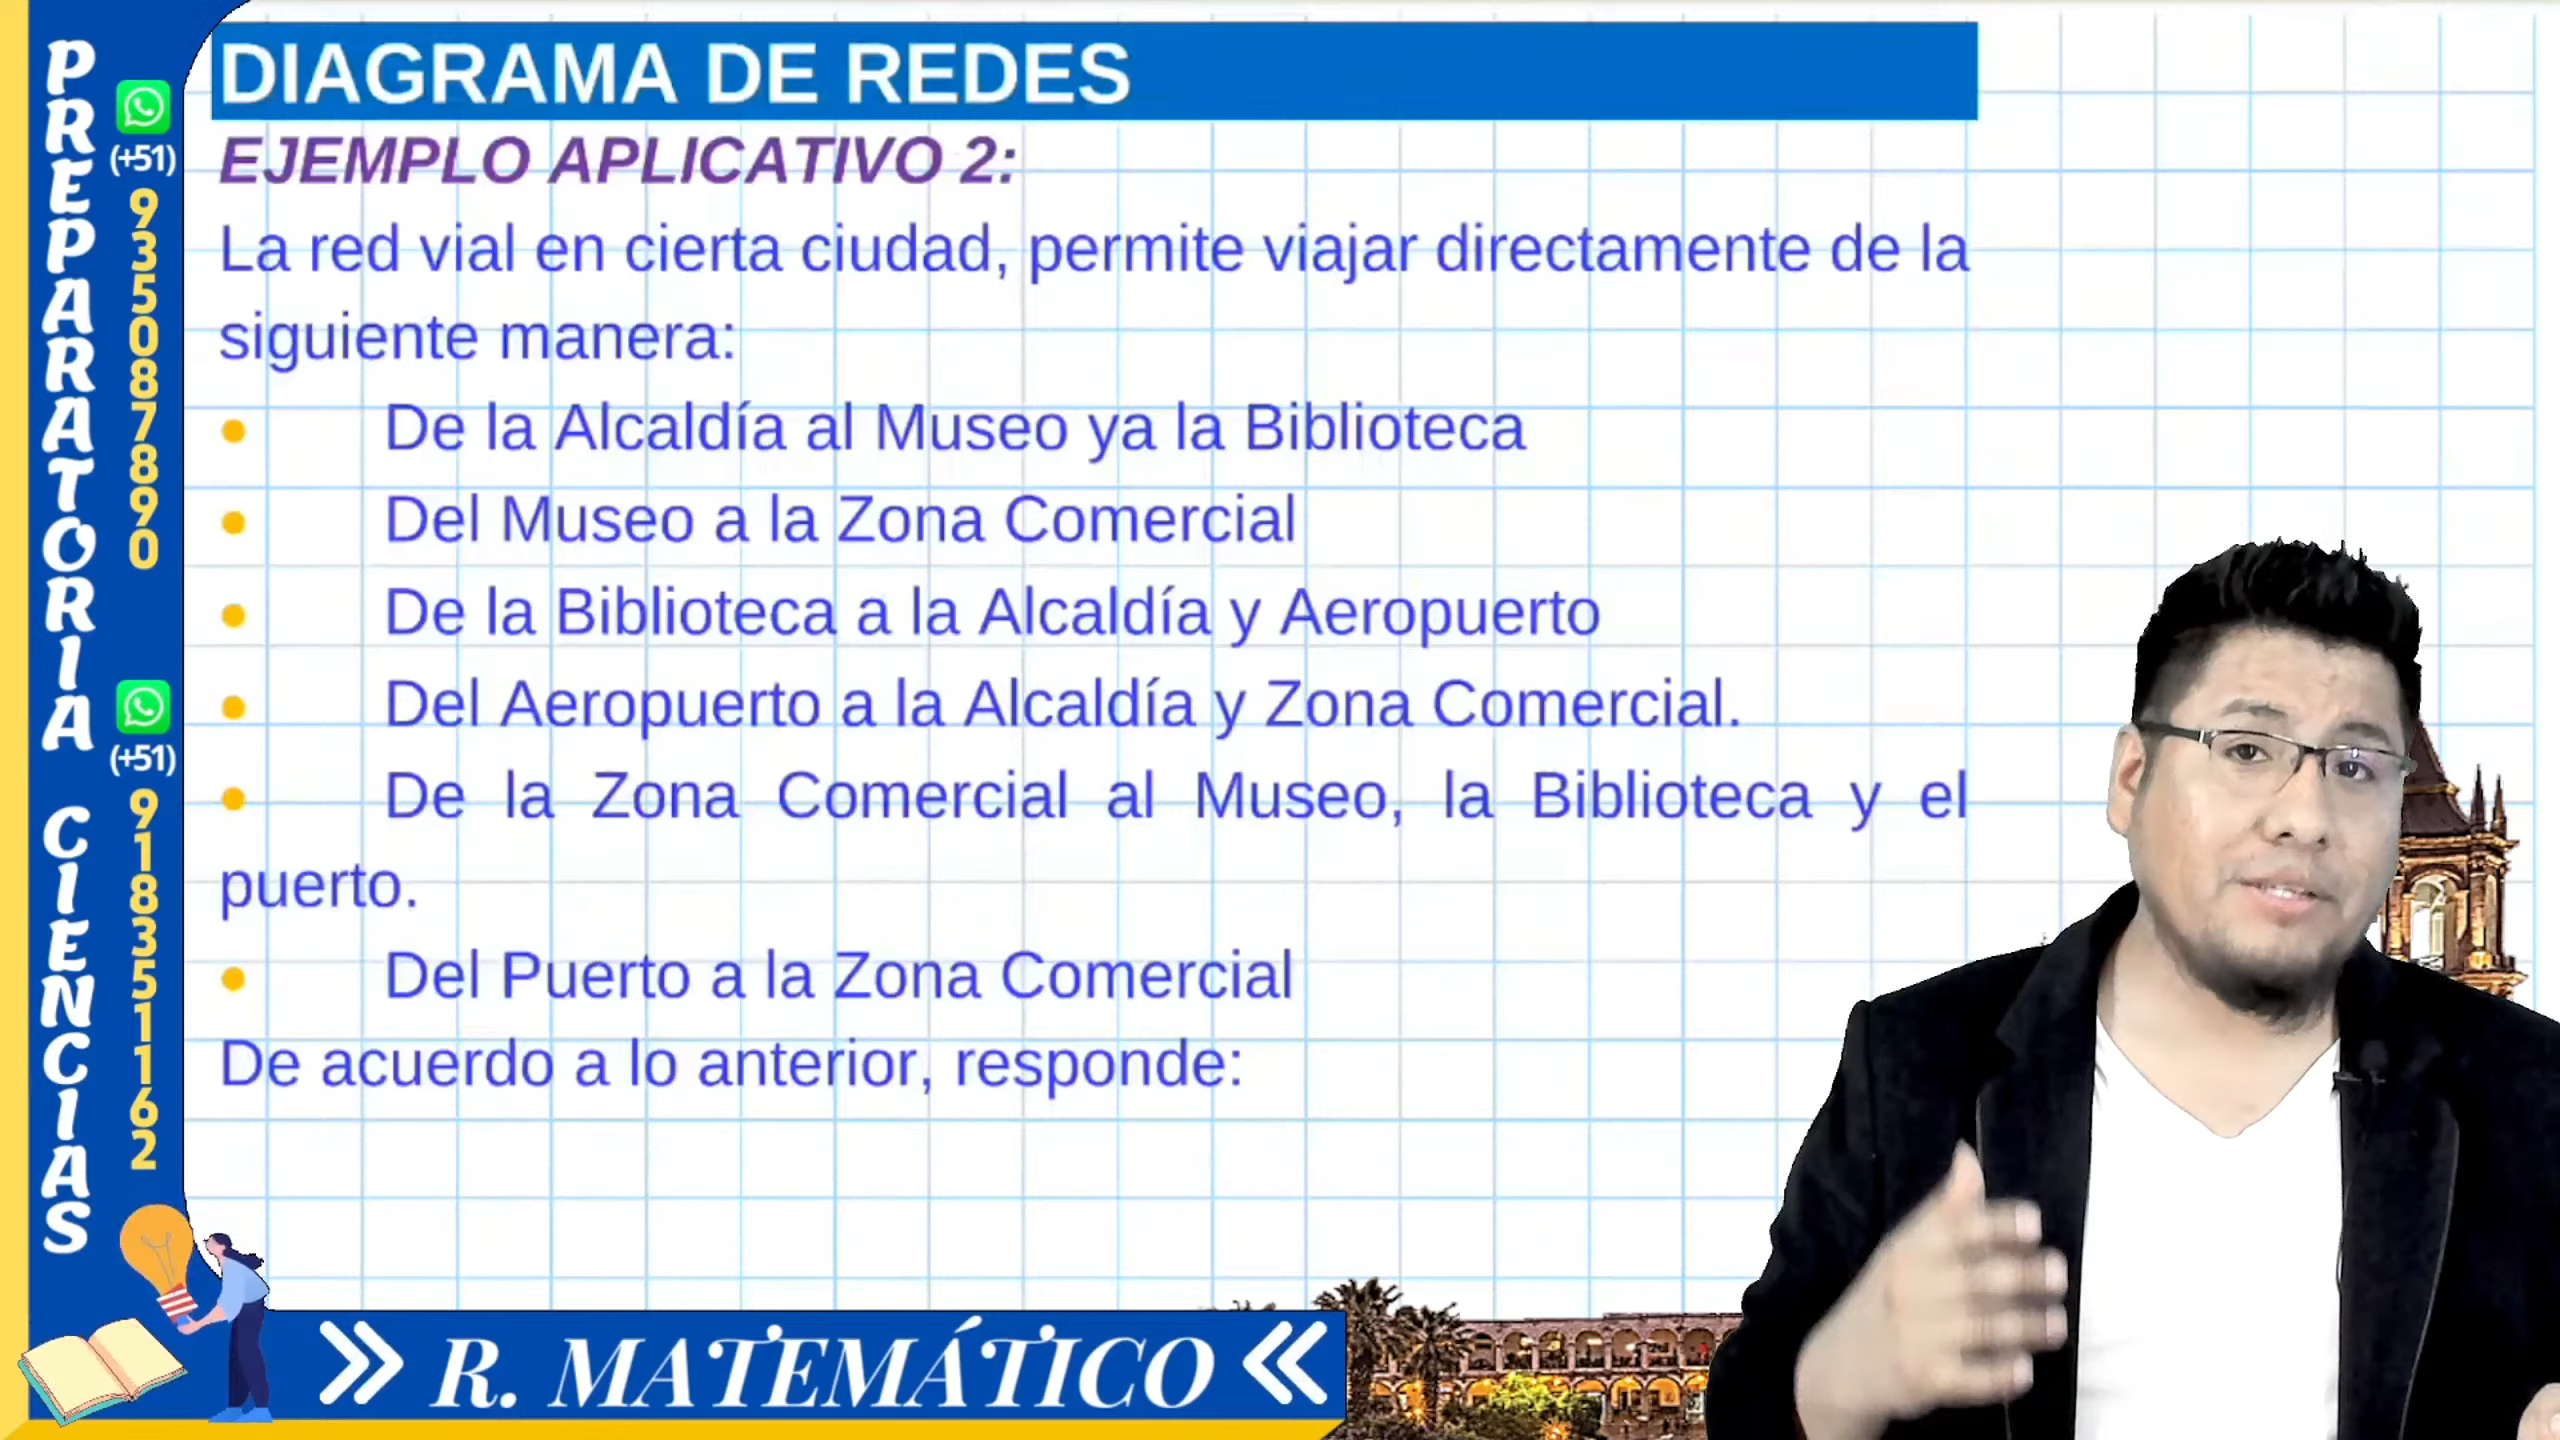 PREPARATORIA CIENCIAS
(+51)
935087890
(+51)
918351162
DIAGRAMA DE REDES
EJEMPLO APLICATIVO 2:
La red vial en cierta ciudad, permite viajar directamente de la
siguiente manera:
• De la Alcaldía al Museo ya la Biblioteca
• Del Museo a la Zona Comercial
• De la Biblioteca a la Alcaldía y Aeropuerto
• Del Aeropuerto a la Alcaldía y Zona Comercial.
• De la Zona Comercial al Museo, la Biblioteca y el
puerto.
• Del Puerto a la Zona Comercial
De acuerdo a lo anterior, responde:
R. MATEMÁTICO